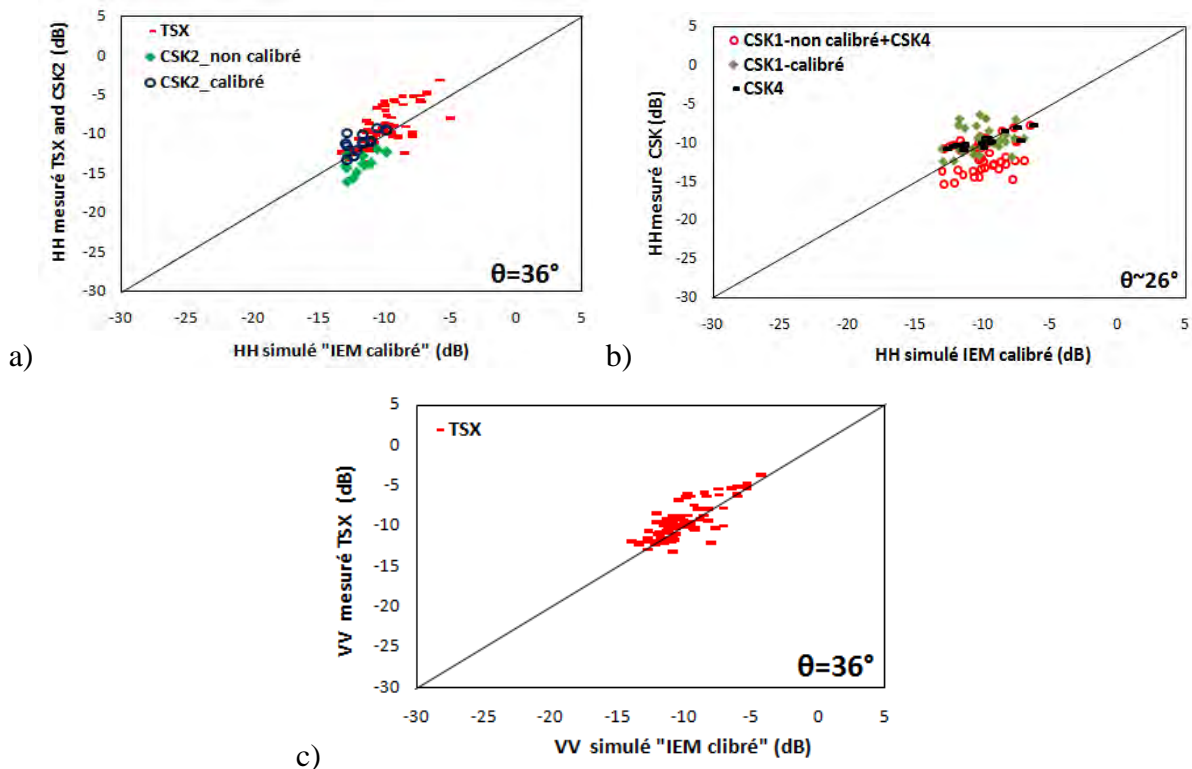 HH mesuré TSX and CSK2 (dB)
5
0
-5
-10
-15
-20
-25
-30
TSX
CSK2_non calibré
CSK2_calibré
θ=36°
-30 -25 -20 -15 -10 -5 0 5
HH simulé "IEM calibré" (dB)
a)
HHmesuré CSK (dB)
5
0
-5
-10
-15
-20
-25
-30
CSK1-non calibré+CSK4
CSK1-calibré
CSK4
θ~26°
-30 -25 -20 -15 -10 -5 0 5
HH simulé IEM calibré (dB)
b)
VV mesuré TSX (dB)
5
0
-5
-10
-15
-20
-25
-30
TSX
θ=36°
-30 -25 -20 -15 -10 -5 0 5
VV simulé "IEM clibré" (dB)
c)